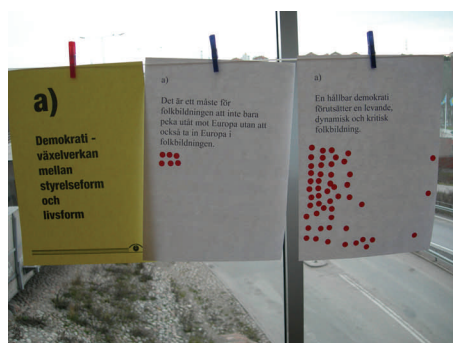 a)
Demokrati -
växelverkan
mellan
styrelseform
och
livsform
a)
Det är ett måste för
folkbildningen att inte bara
peka utåt mot Europa utan att
också ta in Europa i
folkbildningen.
a)
En hållbar demokrati
förutsätter en levande,
dynamisk och kritisk
folkbildning.